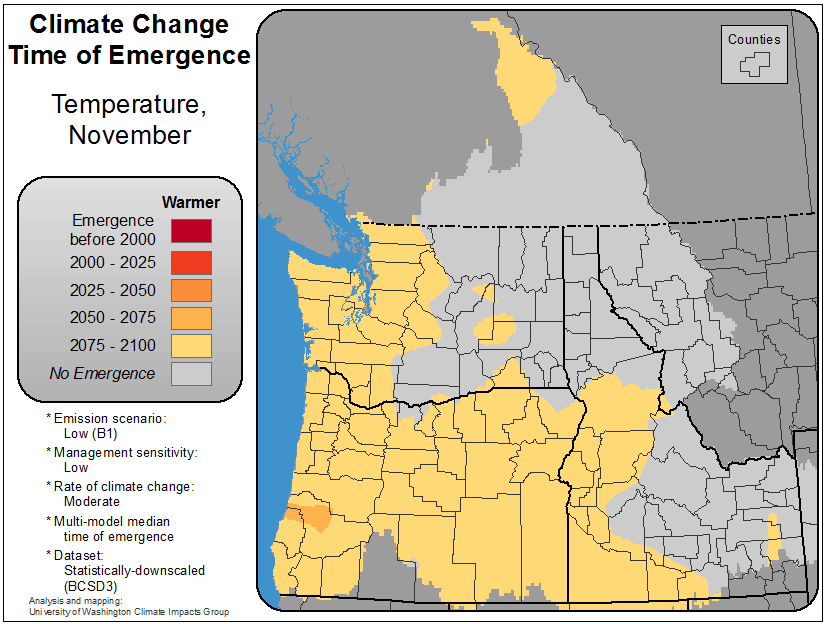 Climate Change
Time of Emergence
Temperature,
November
Warmer
Emergence
before 2000
2000 - 2025
2025 - 2050
2050 - 2075
2075 - 2100
No Emergence
* Emission scenario:
Low (B1)
* Management sensitivity:
Low
* Rate of climate change:
Moderate
* Multi-model median
time of emergence
* Dataset:
Statistically-downscaled
(BCSD3)
Analysis and mapping:
University of Washington Climate Impacts Group
Counties